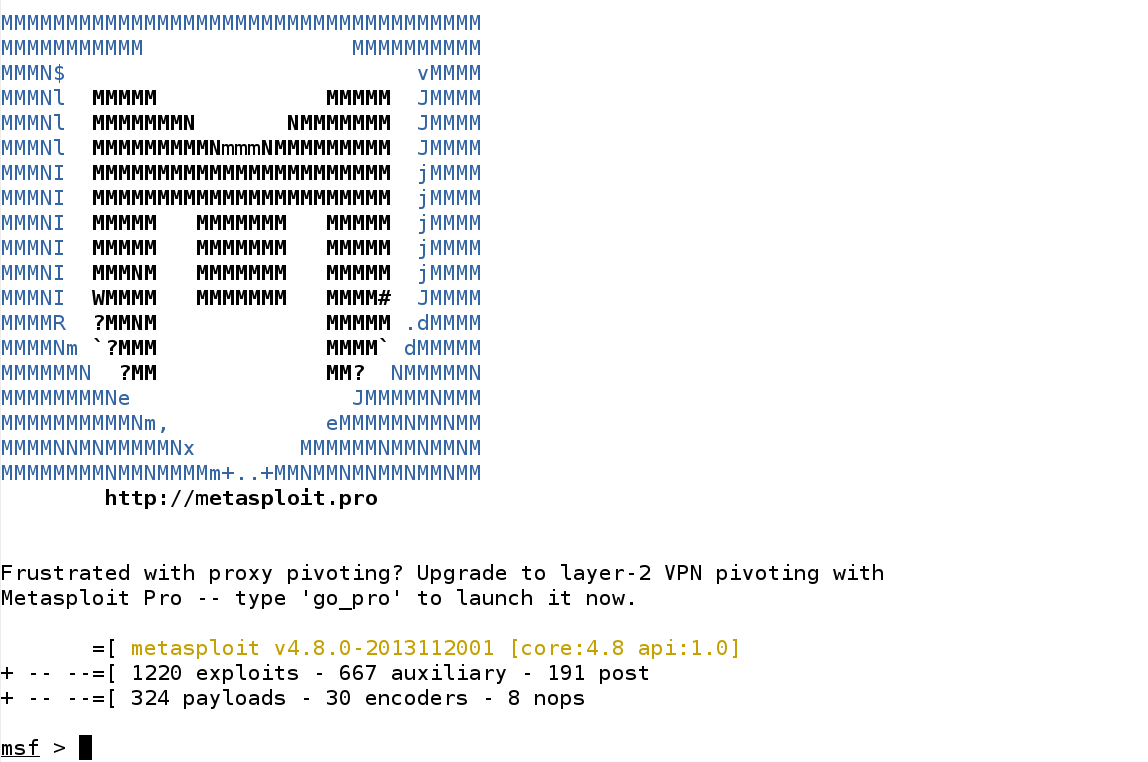 MMMMMMMMMMMMMMMMMMMMMMMMMMMMMMMMMMMMM
MMMMMMMMMMM                MMMMMMMMMM
MMMN$                           vMMMM
MMMNl  MMMMM             MMMMM  JMMMM
MMMNl  MMMMMMMN       NMMMMMMM  JMMMM
MMMNl  MMMMMMMMMNmmmNMMMMMMMMM  JMMMM
MMMNI  MMMMMMMMMMMMMMMMMMMMMMM  jMMMM
MMMNI  MMMMMMMMMMMMMMMMMMMMMMM  jMMMM
MMMNI  MMMMM   MMMMMMM   MMMMM  jMMMM
MMMNI  MMMMM   MMMMMMM   MMMMM  jMMMM
MMMNI  MMMNM   MMMMMMM   MMMMM  jMMMM
MMMNI  WMMMM   MMMMMMM   MMMM#  JMMMM
MMMMR  ?MMNM             MMMMM .dMMMM
MMMMNm `?MMM             MMMM` dMMMMM
MMMMMMN  ?MM             MM?  NMMMMMN
MMMMMMMMNe                 JMMMMMNMMM
MMMMMMMMMMNm,            eMMMMMNMMNMM
MMMMNNMNMMMMMNx        MMMMMMNMMNMMNM
MMMMMMMMNMMNMMMMm+..+MMNMMNMNMMNMMNMM
        http://metasploit.pro
Frustrated with proxy pivoting? Upgrade to layer-2 VPN pivoting with
Metasploit Pro -- type 'go_pro' to launch it now.
       =[ metasploit v4.8.0-2013112001 [core:4.8 api:1.0]
+ -- --=[ 1220 exploits - 667 auxiliary - 191 post
+ -- --=[ 324 payloads - 30 encoders - 8 nops
msf >